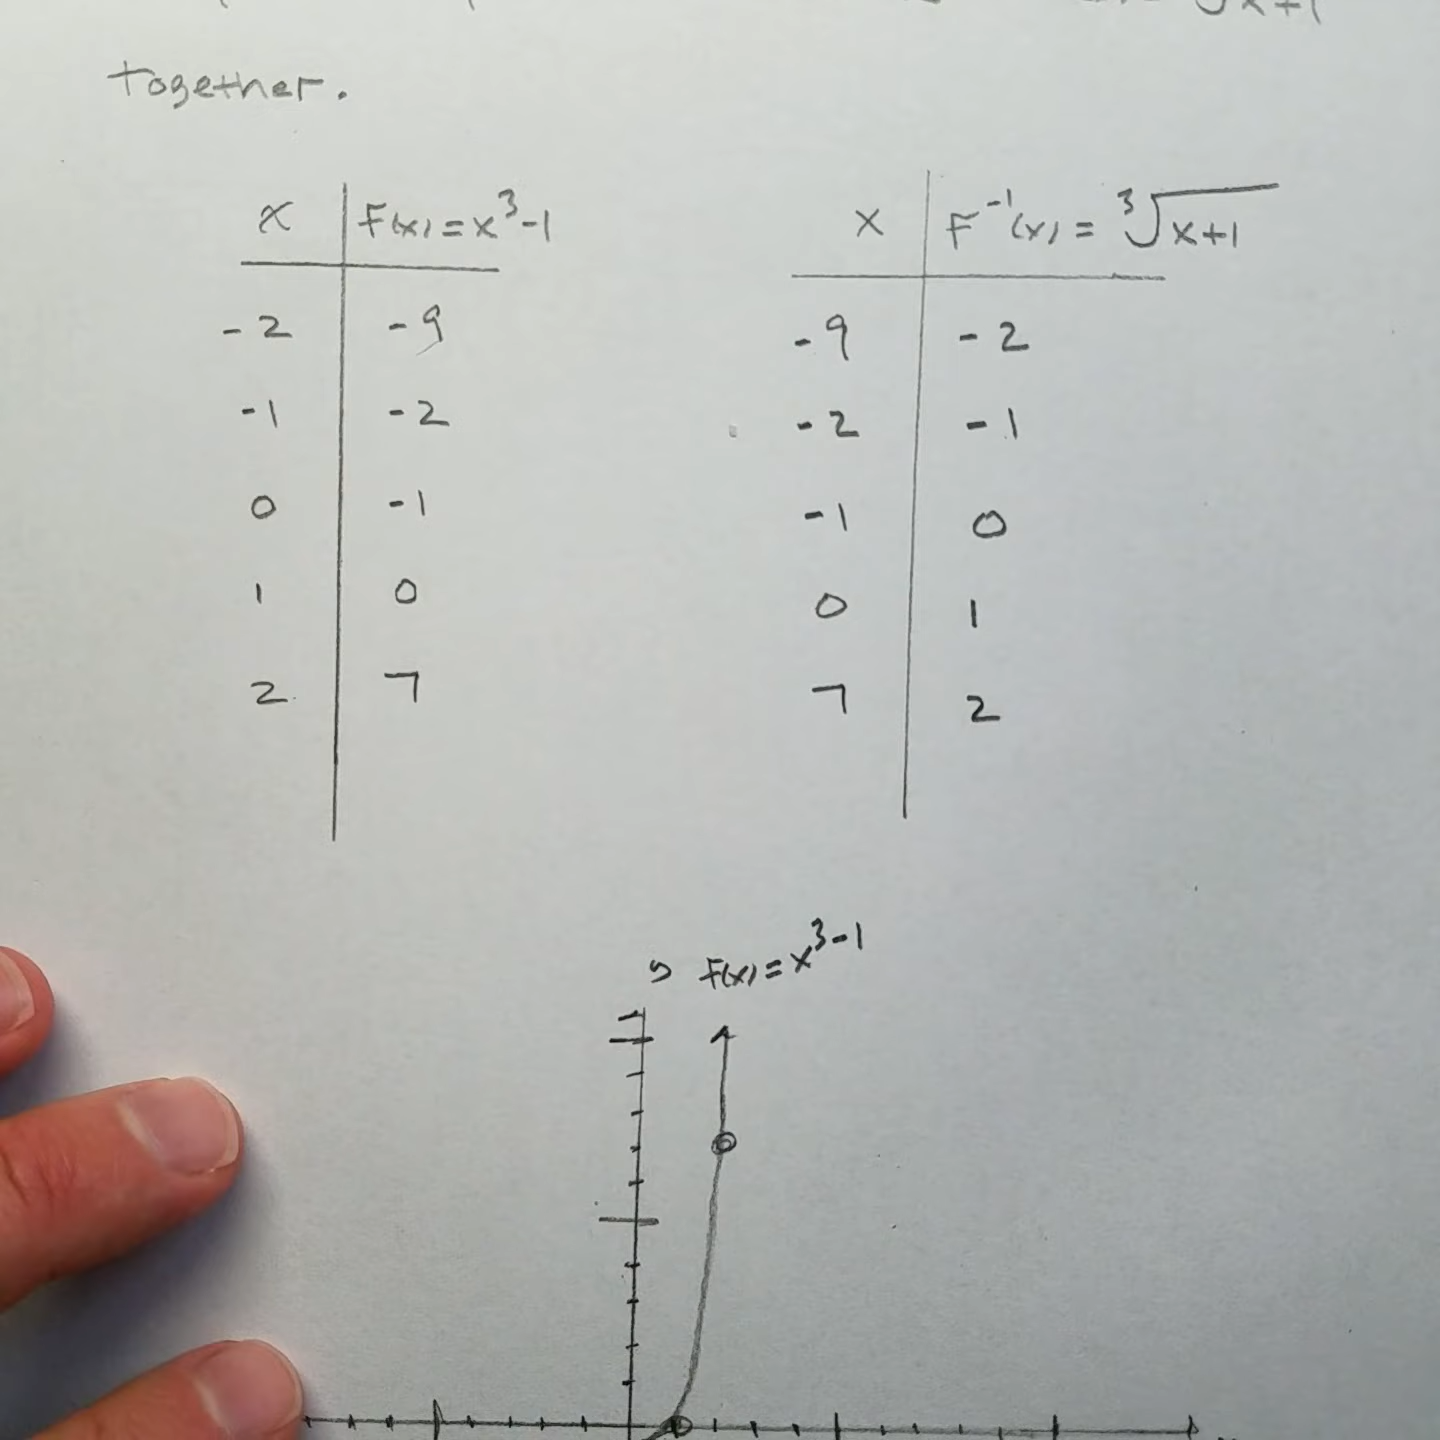 ∛x+1
together.
x | F(x) = x³-1
-2 | -9
-1 | -2
0 | -1
1 | 0
2 | 7
x | F⁻¹(x) = ∛x+1
-9 | -2
-2 | -1
-1 | 0
0 | 1
7 | 2
y F(x) = x³-1